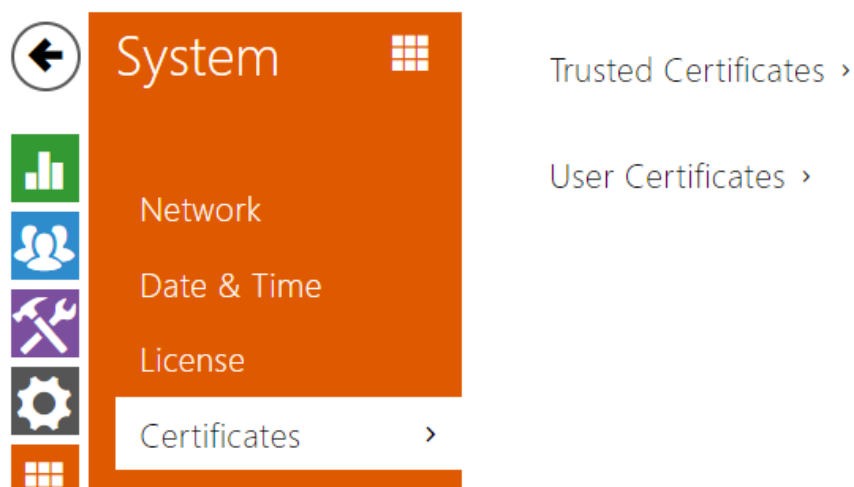 System
Network
Date & Time
License
Certificates
Trusted Certificates
User Certificates